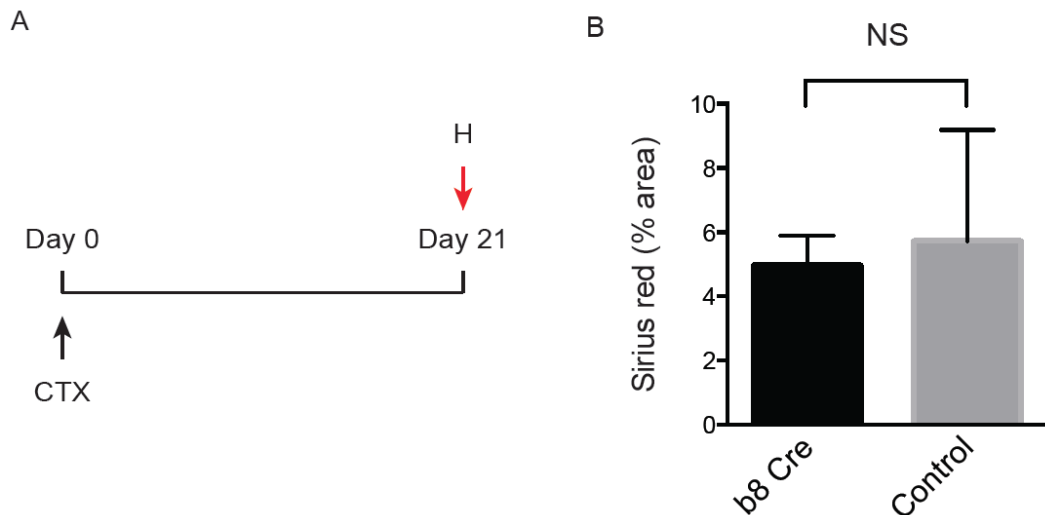 A
H
Day 0
Day 21
CTX
B
NS
Sirius red (% area)
10
8
6
4
2
0
b8 Cre
Control